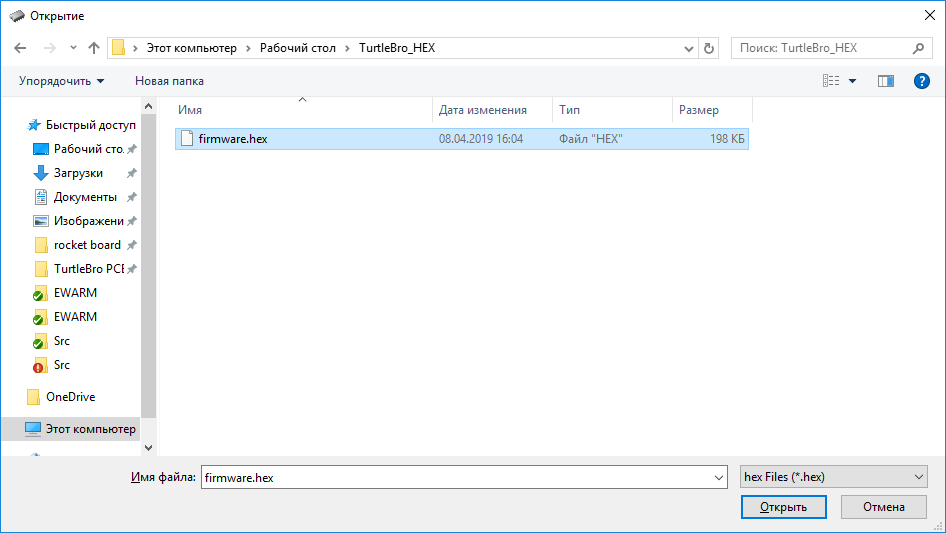 Открытие
Этот компьютер Рабочий стол TurtleBro_HEX Поиск: TurtleBro_HEX
Упорядочить Новая папка ?
Имя Дата изменения Тип Размер
firmware.hex 08.04.2019 16:04 Файл "HEX" 198 КБ
Быстрый доступ
Рабочий сто.
Загрузки
Документы
Изображени
rocket board
TurtleBro PCB
EWARM
EWARM
Src
Src
OneDrive
Этот компьютер
Имя файла: firmware.hex hex Files (*.hex)
Открыть Отмена